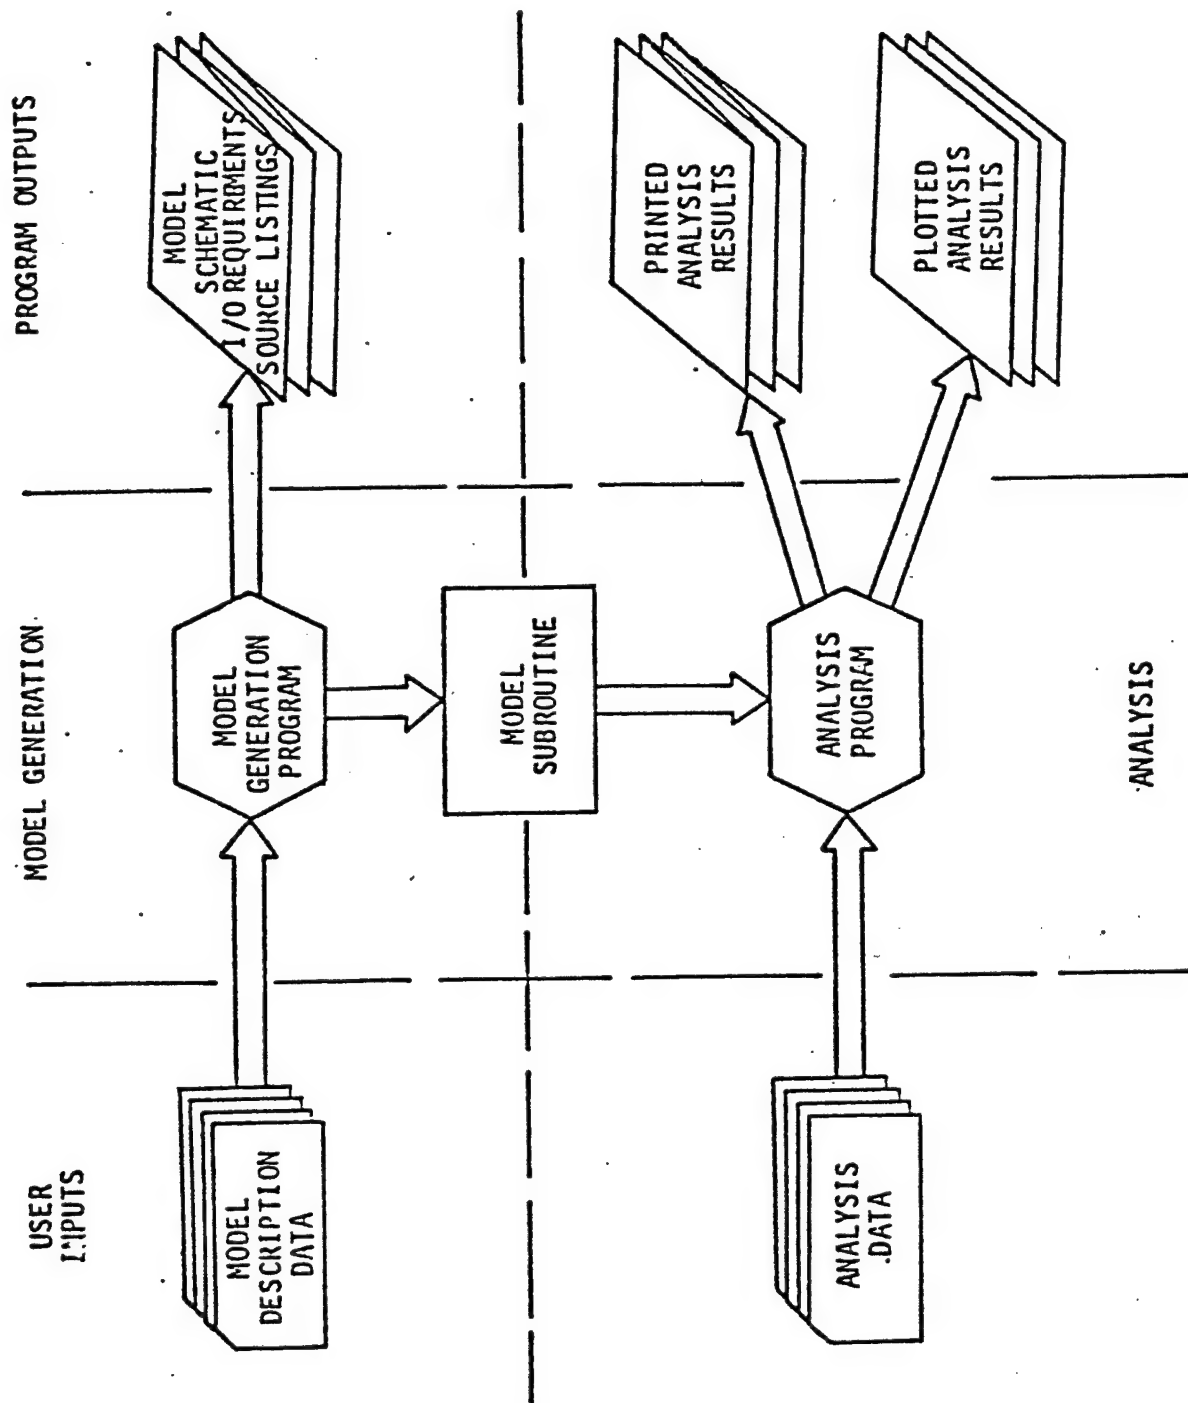 USER
INPUTS
MODEL GENERATION
PROGRAM OUTPUTS
MODEL
DESCRIPTION
DATA
MODEL
GENERATION
PROGRAM
MODEL
SCHEMATIC
I/O REQUIREMENTS
SOURCE LISTINGS
MODEL
SUBROUTINE
ANALYSIS
DATA
ANALYSIS
PROGRAM
PRINTED
ANALYSIS
RESULTS
PLOTTED
ANALYSIS
RESULTS
ANALYSIS